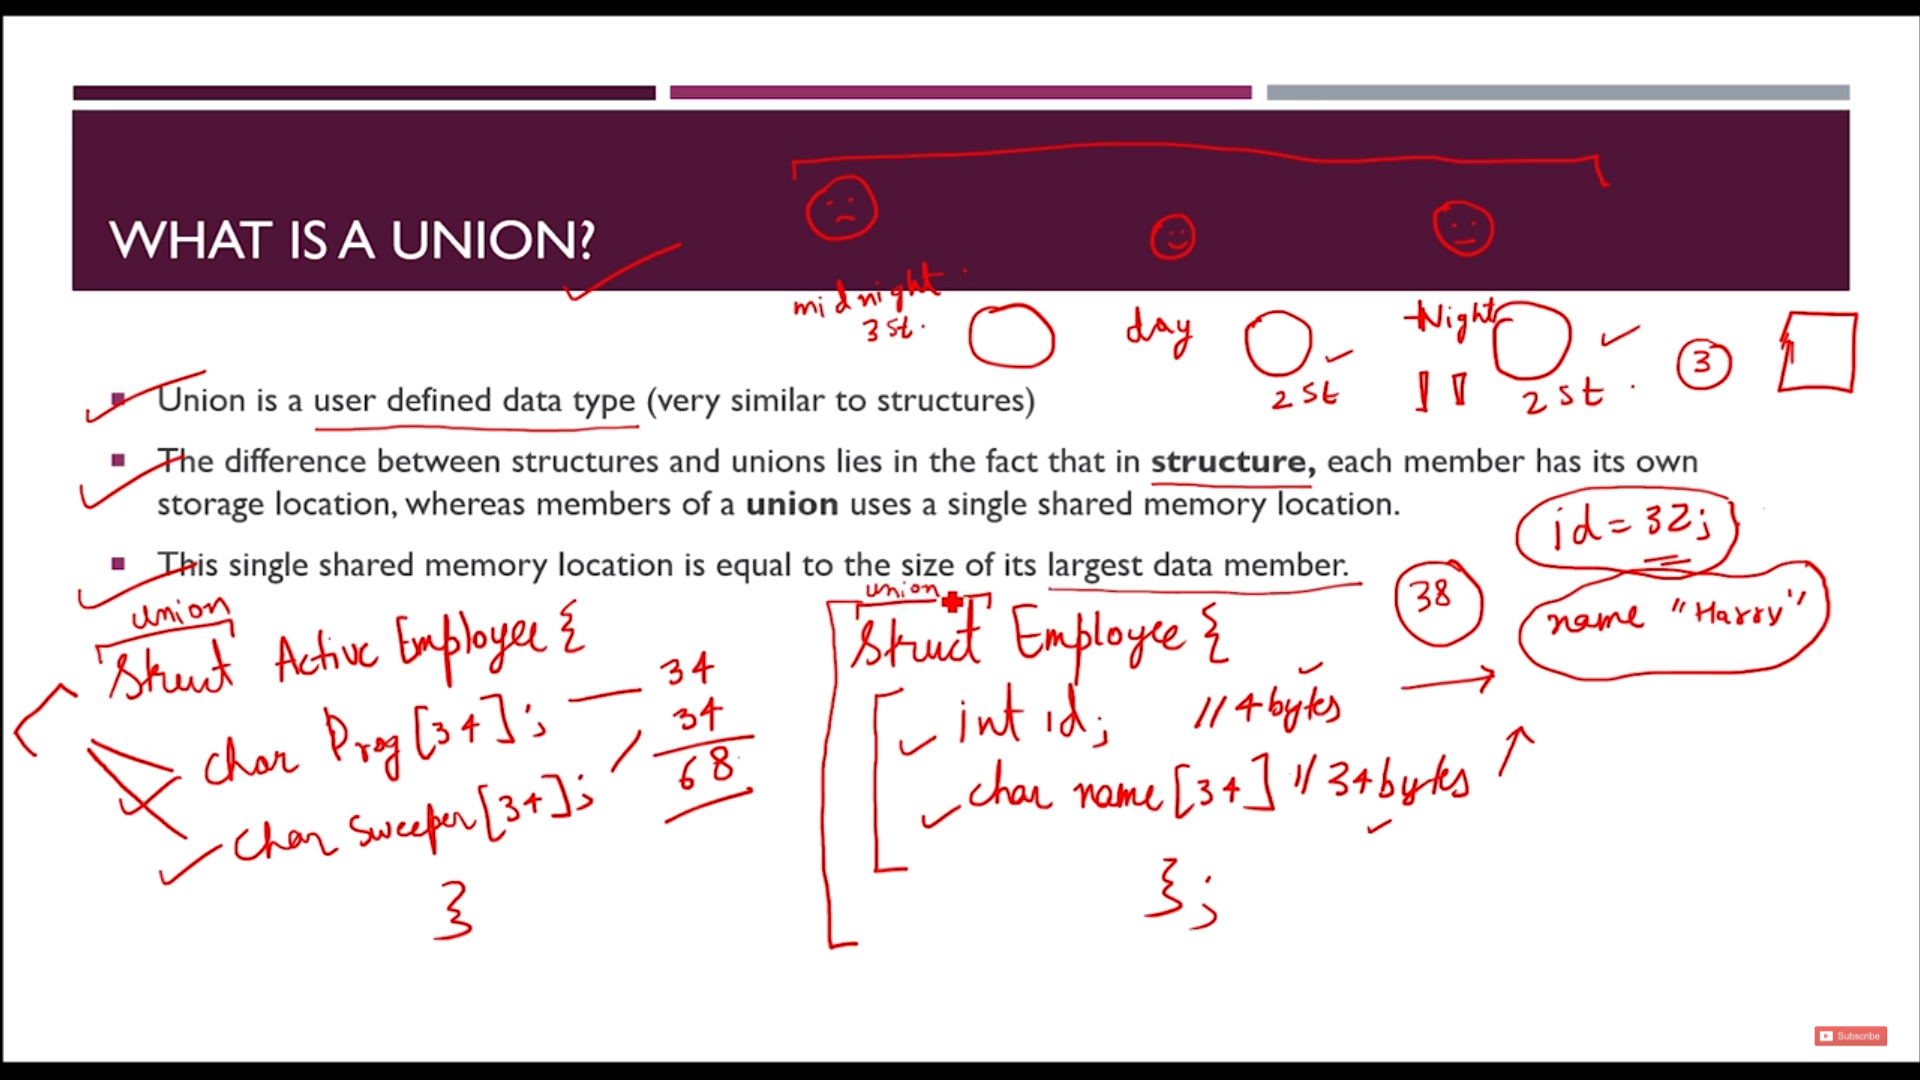 WHAT IS A UNION?
midnight
3 st.
day
2 st
Night
2 st
3
Union is a user defined data type (very similar to structures)
The difference between structures and unions lies in the fact that in structure, each member has its own
storage location, whereas members of a union uses a single shared memory location.
This single shared memory location is equal to the size of its largest data member.
id = 32;
name "Harry"
38
union
Struct Active Employee {
char Prog [34];
char Sweeper [34];
}
34
34
68
union
Struct Employee {
int id; // 4 bytes
char name [34] // 34 bytes
};
Subscribe